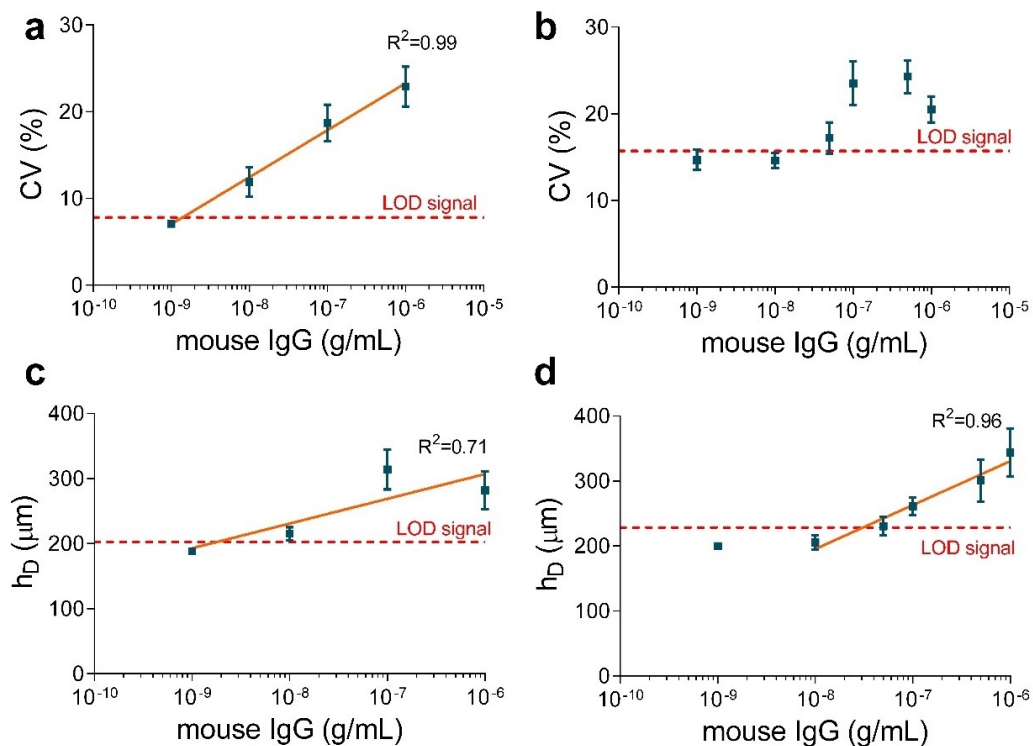 a
R²=0.99
CV (%)
30
20
10
0
LOD signal
10⁻¹⁰ 10⁻⁹ 10⁻⁸ 10⁻⁷ 10⁻⁶ 10⁻⁵
mouse IgG (g/mL)
b
CV (%)
30
20
10
0
LOD signal
10⁻¹⁰ 10⁻⁹ 10⁻⁸ 10⁻⁷ 10⁻⁶ 10⁻⁵
mouse IgG (g/mL)
c
R²=0.71
h_D (μm)
400
300
200
100
0
LOD signal
10⁻¹⁰ 10⁻⁹ 10⁻⁸ 10⁻⁷ 10⁻⁶
mouse IgG (g/mL)
d
R²=0.96
h_D (μm)
400
300
200
100
0
LOD signal
10⁻¹⁰ 10⁻⁹ 10⁻⁸ 10⁻⁷ 10⁻⁶
mouse IgG (g/mL)